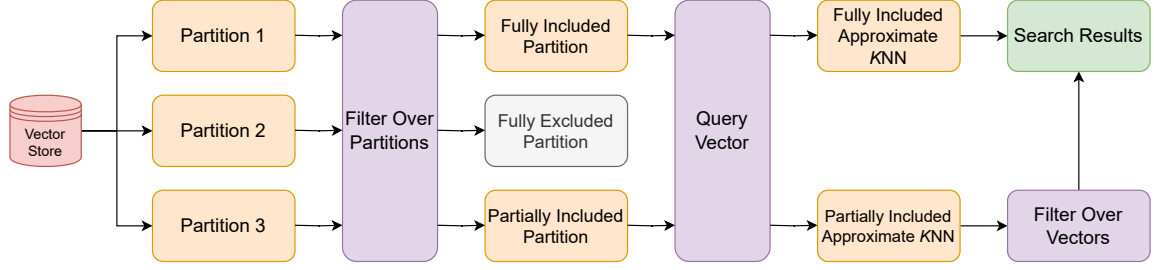 Vector
Store
Partition 1
Partition 2
Partition 3
Filter Over
Partitions
Fully Included
Partition
Fully Excluded
Partition
Partially Included
Partition
Query
Vector
Fully Included
Approximate
KNN
Partially Included
Approximate KNN
Search Results
Filter Over
Vectors